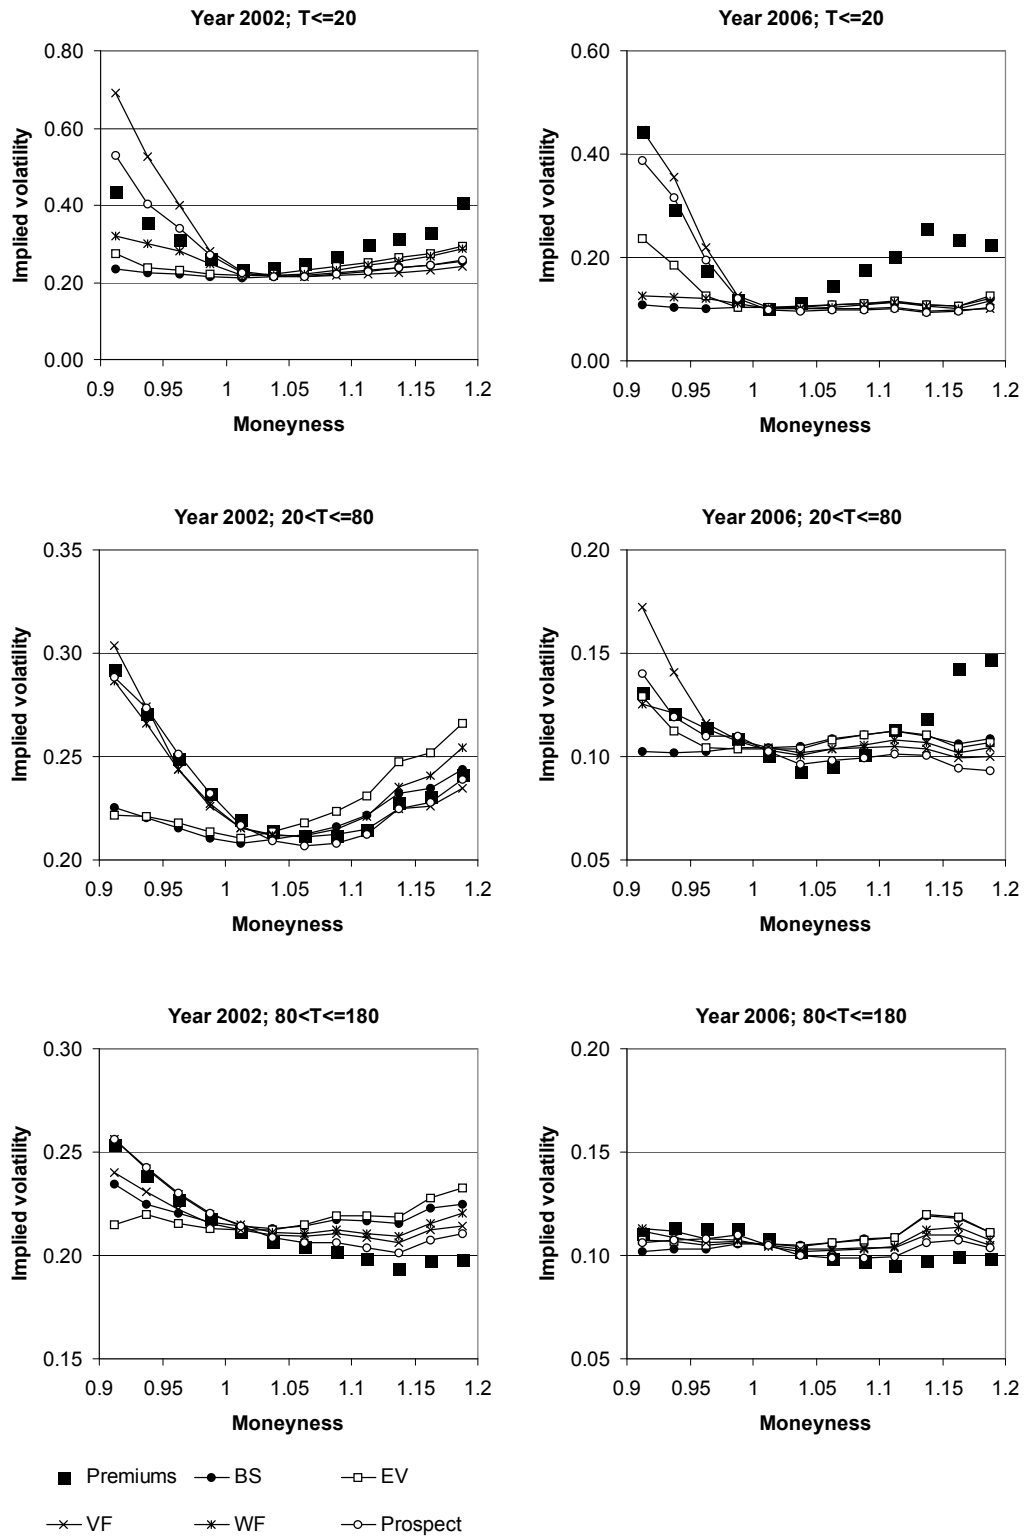 Year 2002; T<=20
Year 2006; T<=20
Implied volatility
0.80
0.60
0.40
0.20
0.00
0.9 0.95 1 1.05 1.1 1.15 1.2
Moneyness
Implied volatility
0.60
0.40
0.20
0.00
0.9 0.95 1 1.05 1.1 1.15 1.2
Moneyness
Year 2002; 20<T<=80
Year 2006; 20<T<=80
Implied volatility
0.35
0.30
0.25
0.20
0.9 0.95 1 1.05 1.1 1.15 1.2
Moneyness
Implied volatility
0.20
0.15
0.10
0.05
0.9 0.95 1 1.05 1.1 1.15 1.2
Moneyness
Year 2002; 80<T<=180
Year 2006; 80<T<=180
Implied volatility
0.30
0.25
0.20
0.15
0.9 0.95 1 1.05 1.1 1.15 1.2
Moneyness
Implied volatility
0.20
0.15
0.10
0.05
0.9 0.95 1 1.05 1.1 1.15 1.2
Moneyness
Premiums BS EV
VF WF Prospect